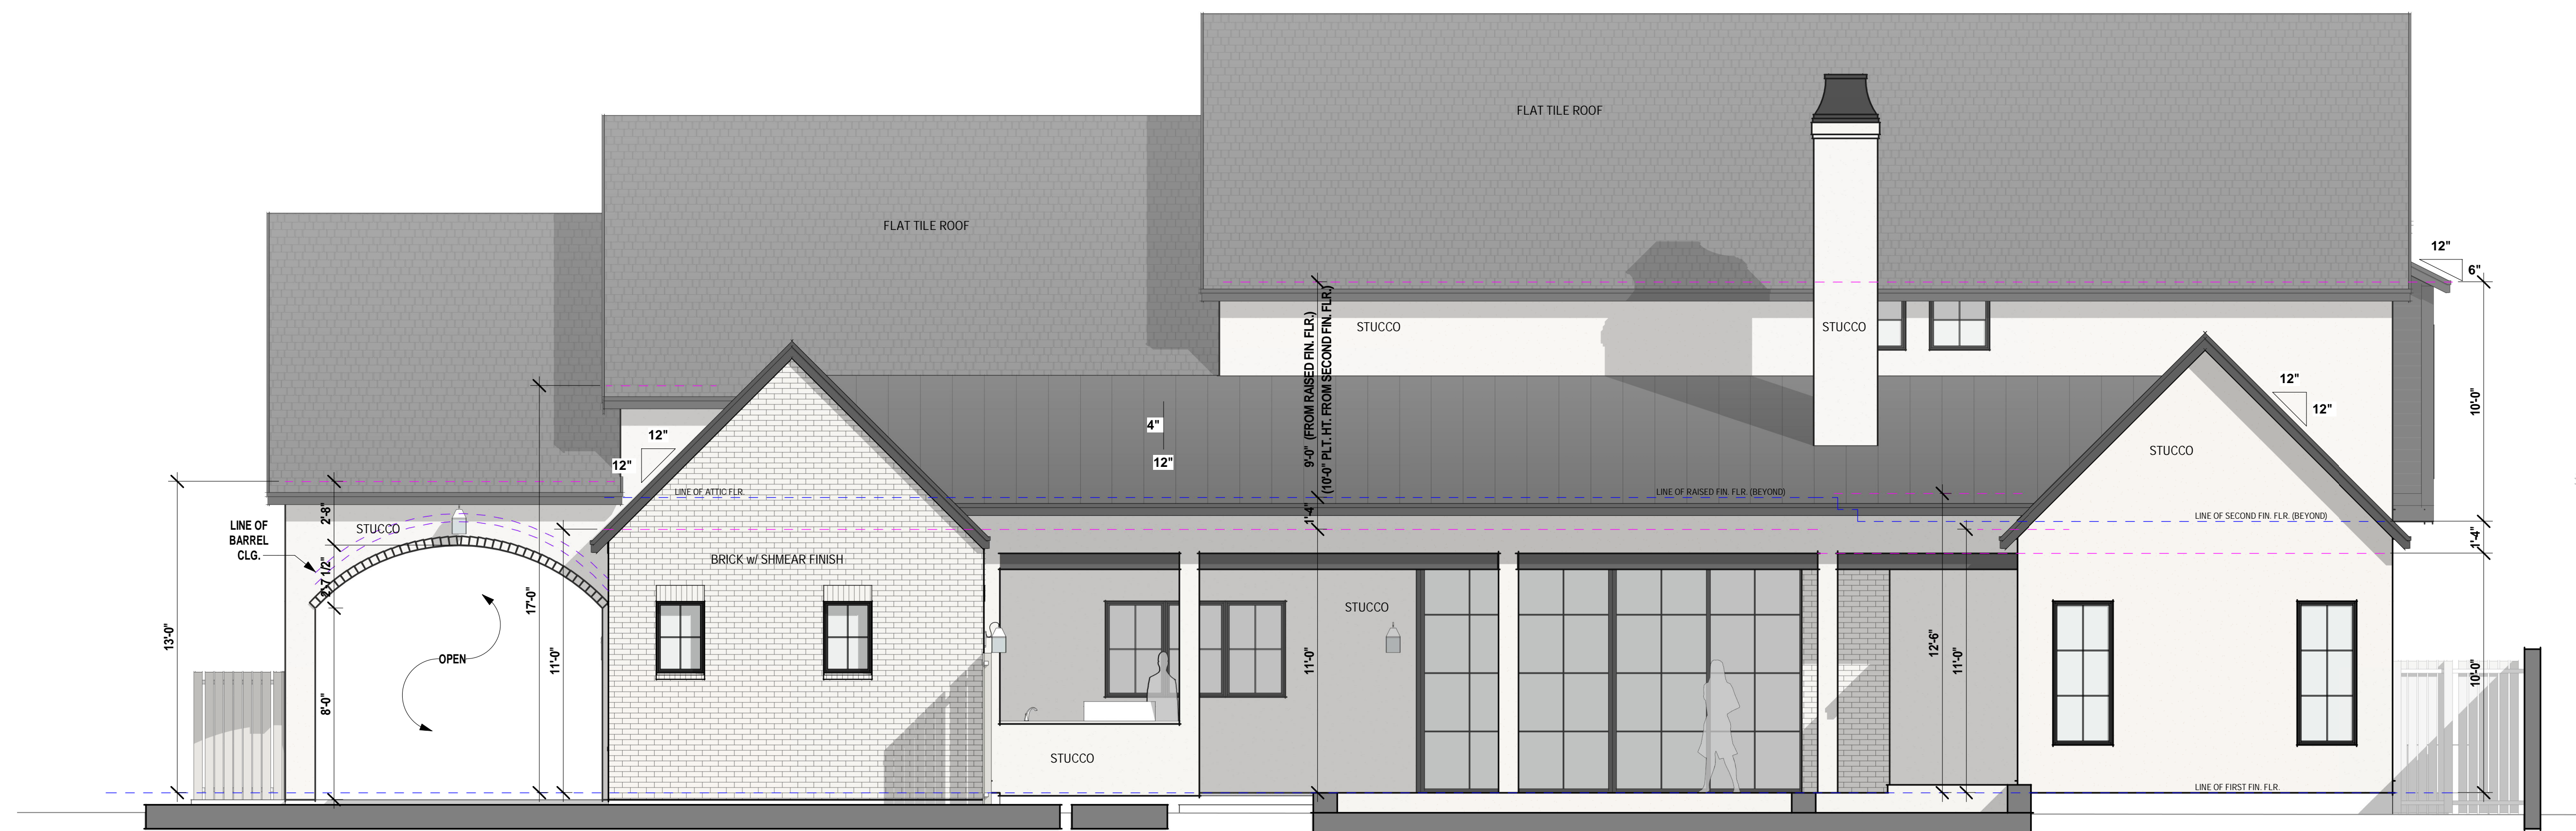 FLAT TILE ROOF
FLAT TILE ROOF
12"
6"
STUCCO
STUCCO
9'-0" (FROM RAISED FIN. FLR.)
(10'-0" PLT. HT. FROM SECOND FIN. FLR.)
10'-0"
12"
12"
4"
12"
12"
12"
STUCCO
LINE OF ATTIC FLR.
LINE OF RAISED FIN. FLR. (BEYOND)
LINE OF SECOND FIN. FLR. (BEYOND)
2'-8"
1'-4"
1'-4"
STUCCO
LINE OF
BARREL
CLG.
BRICK w/ SHMEAR FINISH
2'-7 1/2"
17'-0"
13'-0"
STUCCO
OPEN
11'-0"
11'-0"
12'-6"
11'-0"
10'-0"
8'-0"
STUCCO
LINE OF FIRST FIN. FLR.